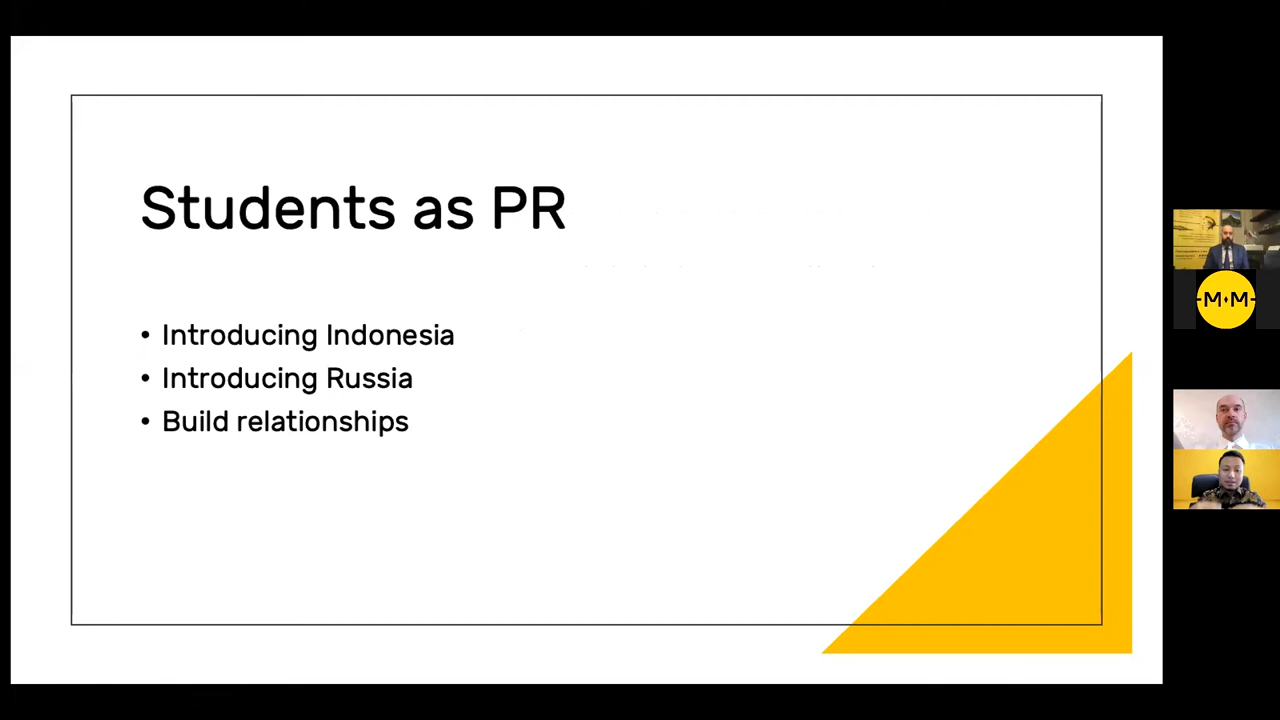 Students as PR
• Introducing Indonesia
• Introducing Russia
• Build relationships
M M